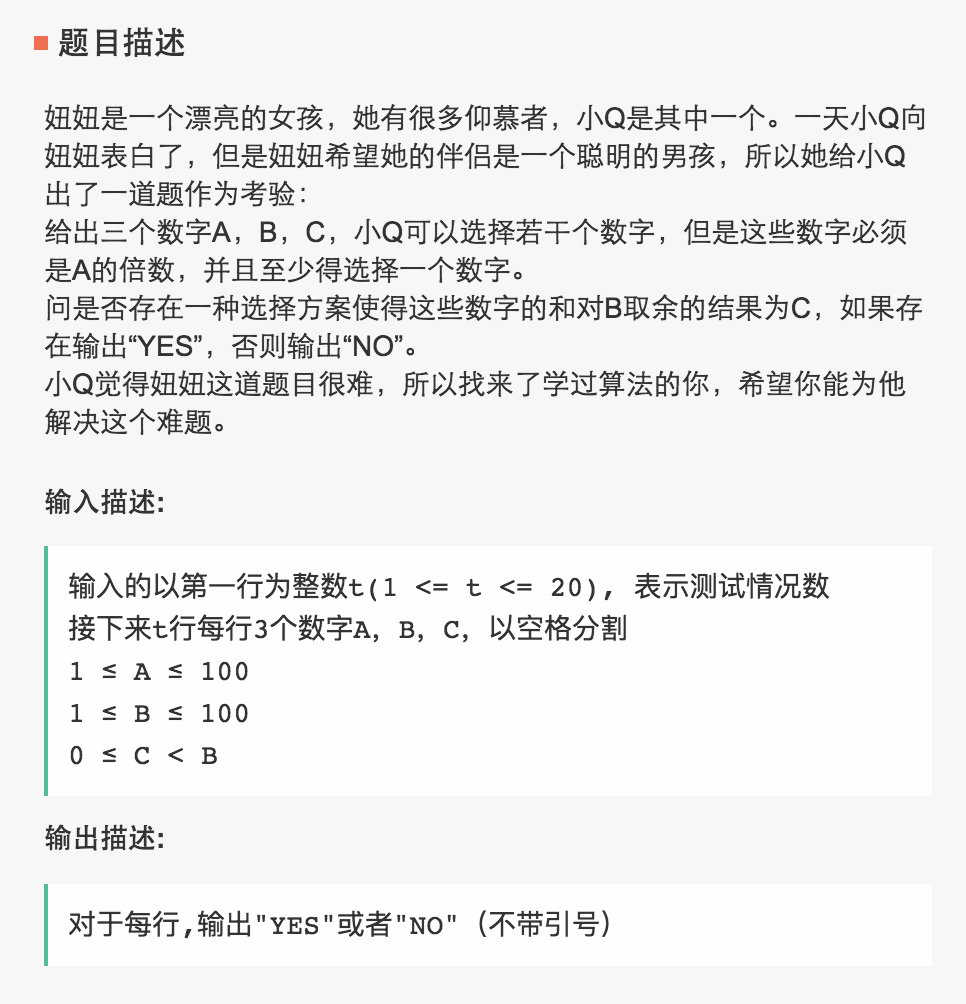 题目描述
妞妞是一个漂亮的女孩，她有很多仰慕者，小Q是其中一个。一天小Q向
妞妞表白了，但是妞妞希望她的伴侣是一个聪明的男孩，所以她给小Q
出了一道题作为考验：
给出三个数字A，B，C，小Q可以选择若干个数字，但是这些数字必须
是A的倍数，并且至少得选择一个数字。
问是否存在一种选择方案使得这些数字的和对B取余的结果为C，如果存
在输出“YES”，否则输出“NO”。
小Q觉得妞妞这道题目很难，所以找来了学过算法的你，希望你能为他
解决这个难题。
输入描述:
输入的以第一行为整数t(1 <= t <= 20), 表示测试情况数
接下来t行每行3个数字A, B, C, 以空格分割
1 ≤ A ≤ 100
1 ≤ B ≤ 100
0 ≤ C < B
输出描述:
对于每行,输出"YES"或者"NO"（不带引号）